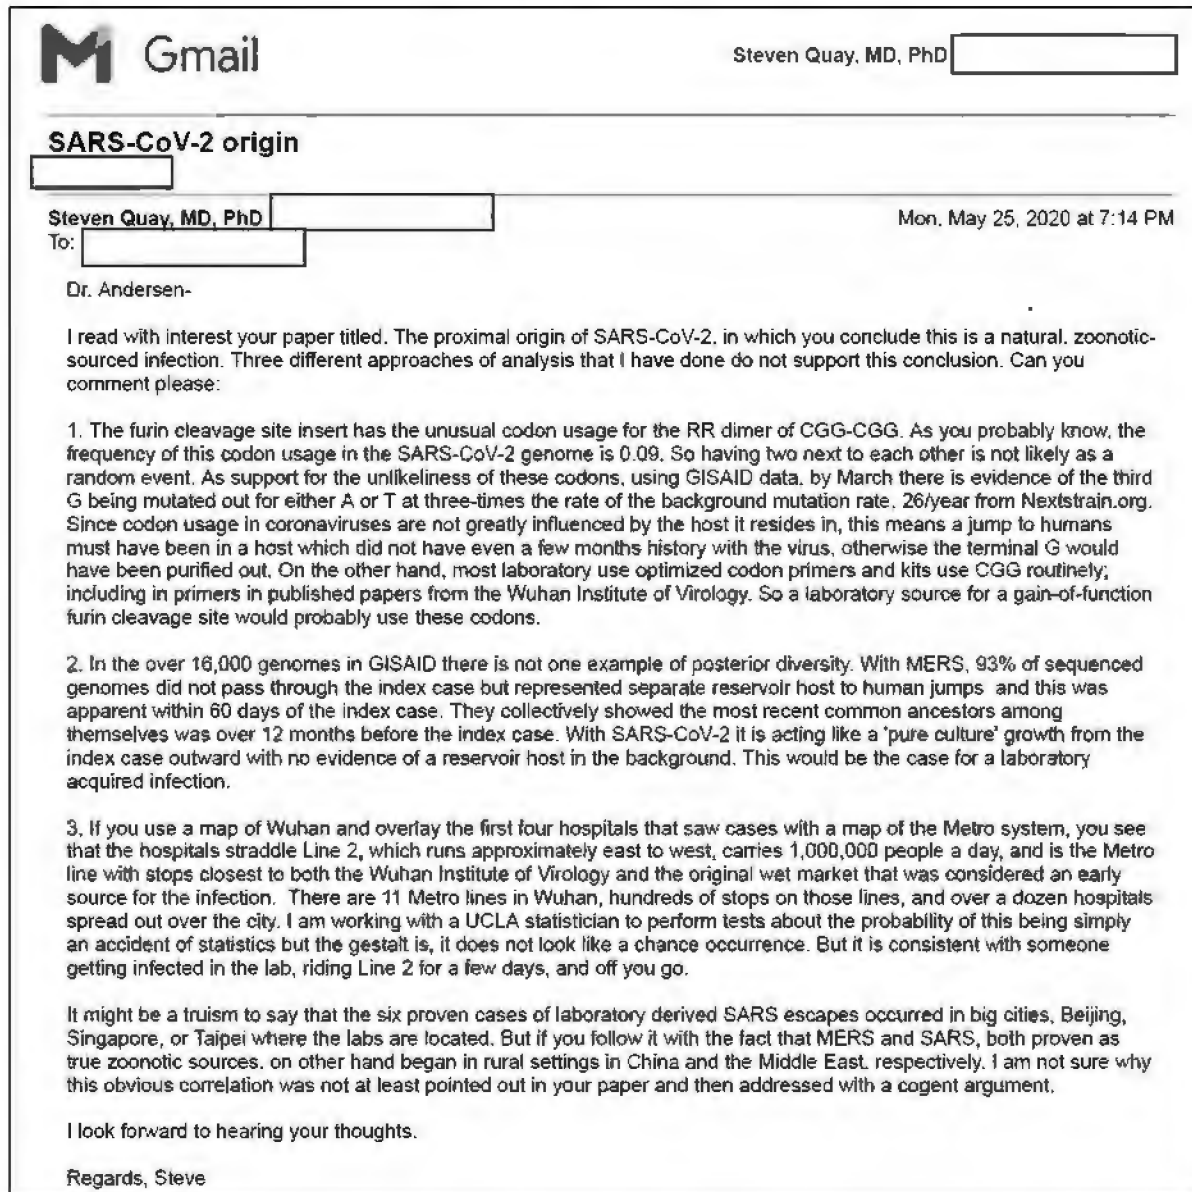 M Gmail
Steven Quay, MD, PhD
SARS-CoV-2 origin
Steven Quay, MD, PhD
Mon, May 25, 2020 at 7:14 PM
To:
Dr. Andersen-
I read with interest your paper titled. The proximal origin of SARS-CoV-2, in which you conclude this is a natural, zoonotic-
sourced infection. Three different approaches of analysis that I have done do not support this conclusion. Can you
comment please:
1. The furin cleavage site insert has the unusual codon usage for the RR dimer of CGG-CGG. As you probably know, the
frequency of this codon usage in the SARS-CoV-2 genome is 0.09. So having two next to each other is not likely as a
random event. As support for the unlikeliness of these codons, using GISAID data, by March there is evidence of the third
G being mutated out for either A or T at three-times the rate of the background mutation rate, 26/year from Nextstrain.org.
Since codon usage in coronaviruses are not greatly influenced by the host it resides in, this means a jump to humans
must have been in a host which did not have even a few months history with the virus, otherwise the terminal G would
have been purified out. On the other hand, most laboratory use optimized codon primers and kits use CGG routinely;
including in primers in published papers from the Wuhan Institute of Virology. So a laboratory source for a gain-of-function
furin cleavage site would probably use these codons.
2. In the over 16,000 genomes in GISAID there is not one example of posterior diversity. With MERS, 93% of sequenced
genomes did not pass through the index case but represented separate reservoir host to human jumps and this was
apparent within 60 days of the index case. They collectively showed the most recent common ancestors among
themselves was over 12 months before the index case. With SARS-CoV-2 it is acting like a 'pure culture' growth from the
index case outward with no evidence of a reservoir host in the background. This would be the case for a laboratory
acquired infection.
3. If you use a map of Wuhan and overlay the first four hospitals that saw cases with a map of the Metro system, you see
that the hospitals straddle Line 2, which runs approximately east to west, carries 1,000,000 people a day, and is the Metro
line with stops closest to both the Wuhan Institute of Virology and the original wet market that was considered an early
source for the infection. There are 11 Metro lines in Wuhan, hundreds of stops on those lines, and over a dozen hospitals
spread out over the city. I am working with a UCLA statistician to perform tests about the probability of this being simply
an accident of statistics but the gestalt is, it does not look like a chance occurrence. But it is consistent with someone
getting infected in the lab, riding Line 2 for a few days, and off you go.
It might be a truism to say that the six proven cases of laboratory derived SARS escapes occurred in big cities, Beijing,
Singapore, or Taipei where the labs are located. But if you follow it with the fact that MERS and SARS, both proven as
true zoonotic sources, on other hand began in rural settings in China and the Middle East, respectively. I am not sure why
this obvious correlation was not at least pointed out in your paper and then addressed with a cogent argument.
I look forward to hearing your thoughts.
Regards, Steve